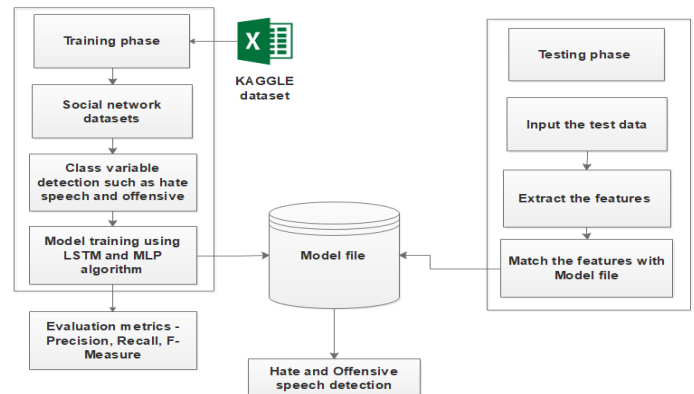 Training phase
X
KAGGLE
dataset
Social network
datasets
Class variable
detection such as hate
speech and offensive
Model training using
LSTM and MLP
algorithm
Evaluation metrics -
Precision, Recall, F-
Measure
Model file
Hate and Offensive
speech detection
Testing phase
Input the test data
Extract the features
Match the features with
Model file